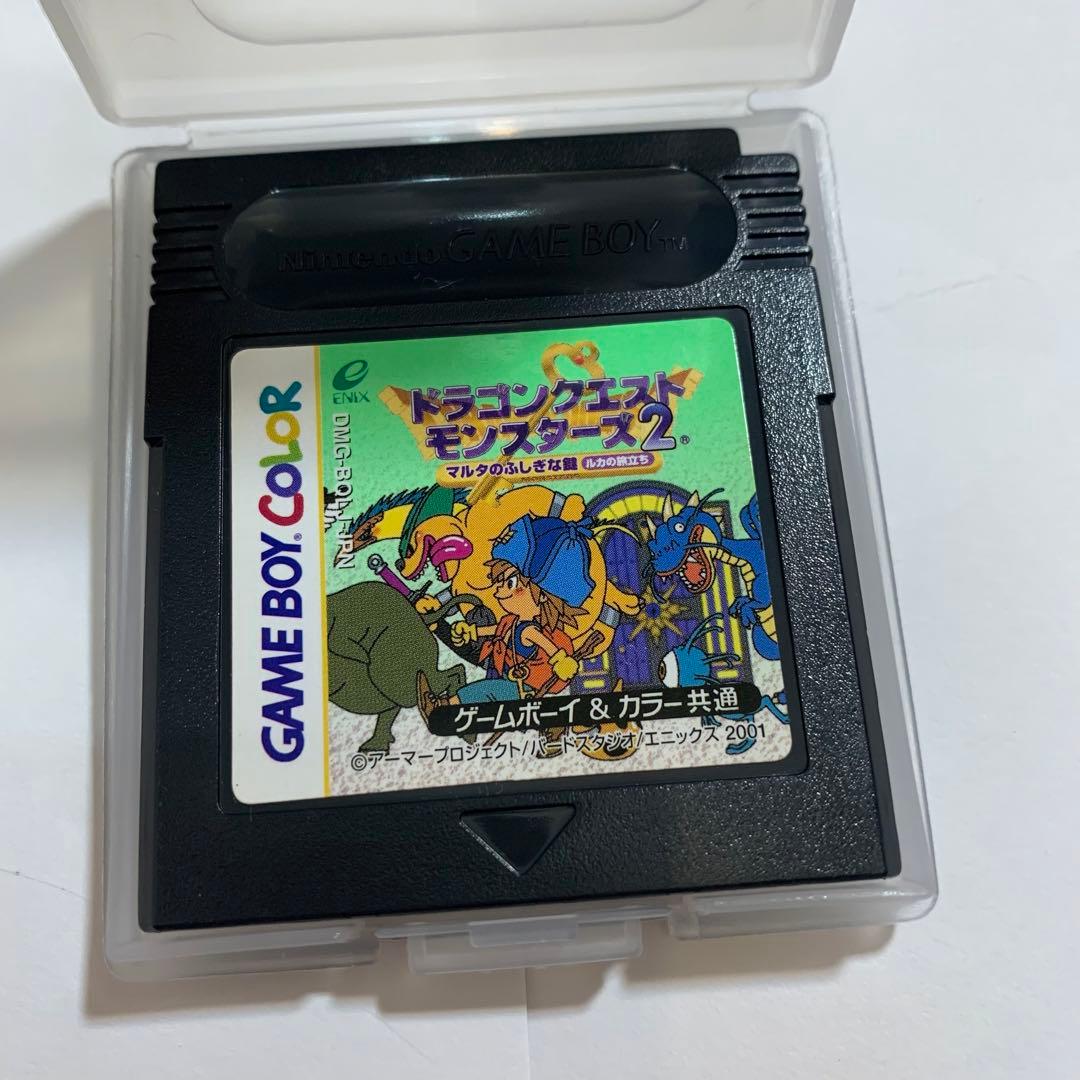 Nintendo GAME BOY™
GAME BOY COLOR
ENIX
DMG-BQLJ-JPN
ドラゴンクエスト
モンスターズ2
マルタのふしぎな鍵 ルカの旅立ち
ゲームボーイ & カラー共通
©アーマープロジェクト/バードスタジオ/エニックス 2001